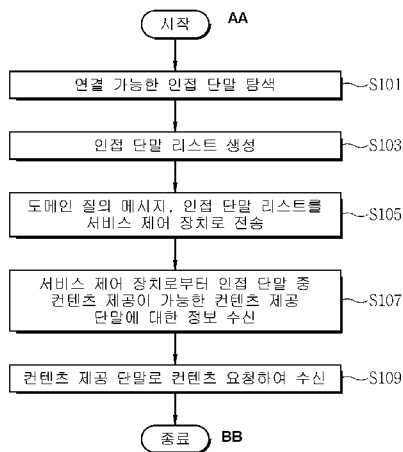 시작 AA
연결 가능한 인접 단말 탐색 S101
인접 단말 리스트 생성 S103
도메인 질의 메시지, 인접 단말 리스트를
서비스 제어 장치로 전송 S105
서비스 제어 장치로부터 인접 단말 중
컨텐츠 제공이 가능한 컨텐츠 제공 S107
단말에 대한 정보 수신
컨텐츠 제공 단말로 컨텐츠 요청하여 수신 S109
종료 BB